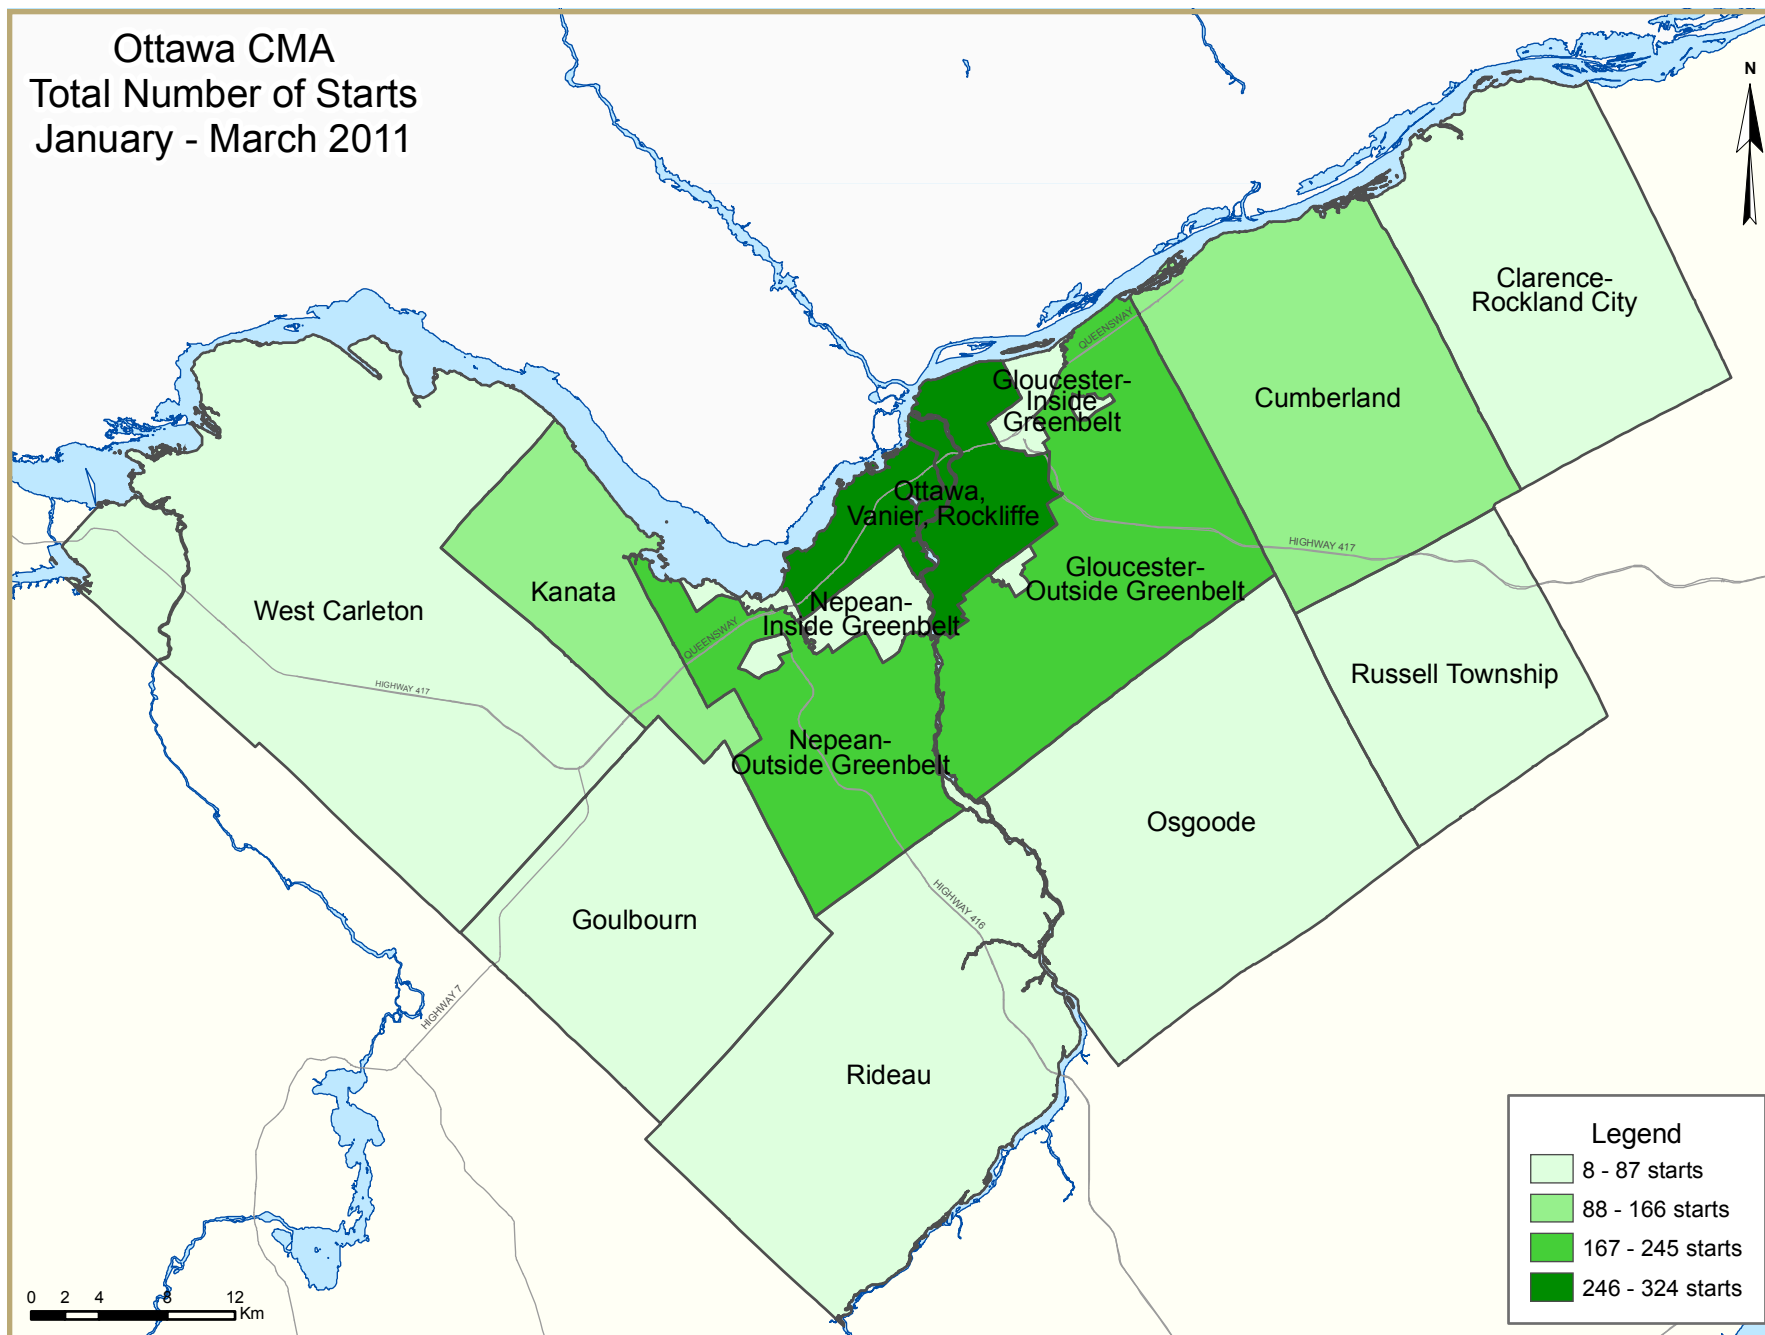 Ottawa CMA
Total Number of Starts
January - March 2011
N
Clarence-
Rockland City
QUEENSWAY
Gloucester-
Inside
Greenbelt
Cumberland
Ottawa,
Vanier, Rockliffe
HIGHWAY 417
Gloucester-
Outside Greenbelt
Kanata
West Carleton
Nepean-
Inside Greenbelt
QUEENSWAY
Russell Township
HIGHWAY 417
Nepean-
Outside Greenbelt
Osgoode
HIGHWAY 416
Goulbourn
HIGHWAY 7
Rideau
Legend
8 - 87 starts
88 - 166 starts
167 - 245 starts
246 - 324 starts
0 2 4 8 12
Km